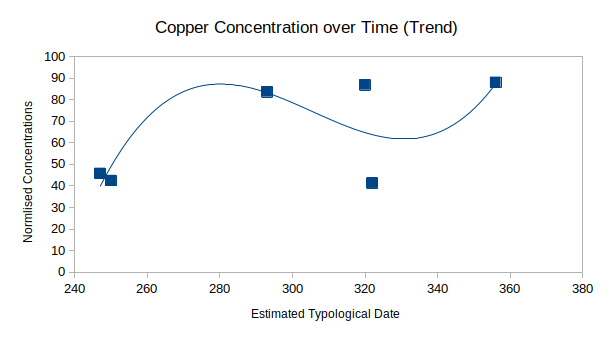 Copper Concentration over Time (Trend)
100
90
80
70
60
50
40
30
20
10
0
Normlised Concentrations
240 260 280 300 320 340 360 380
Estimated Typological Date